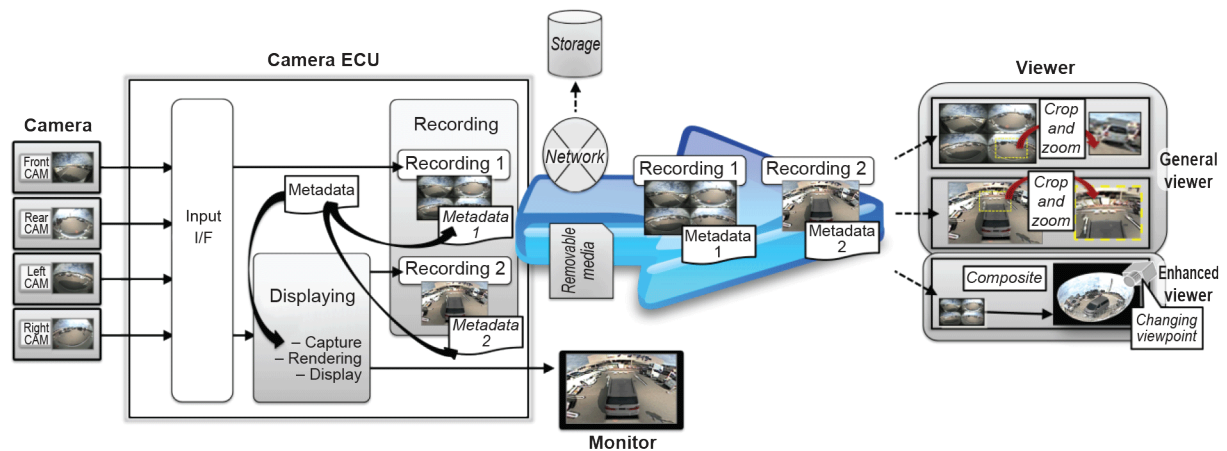 Camera
Front
CAM
Rear
CAM
Left
CAM
Right
CAM
Camera ECU
Input
I/F
Metadata
Recording
Recording 1
Metadata
1
Recording 2
Metadata
2
Displaying
– Capture
– Rendering
– Display
Monitor
Storage
Network
Removable
media
Recording 1
Metadata
1
Recording 2
Metadata
2
Viewer
Crop
and
zoom
Crop
and
zoom
General
viewer
Composite
Enhanced
viewer
Changing
viewpoint